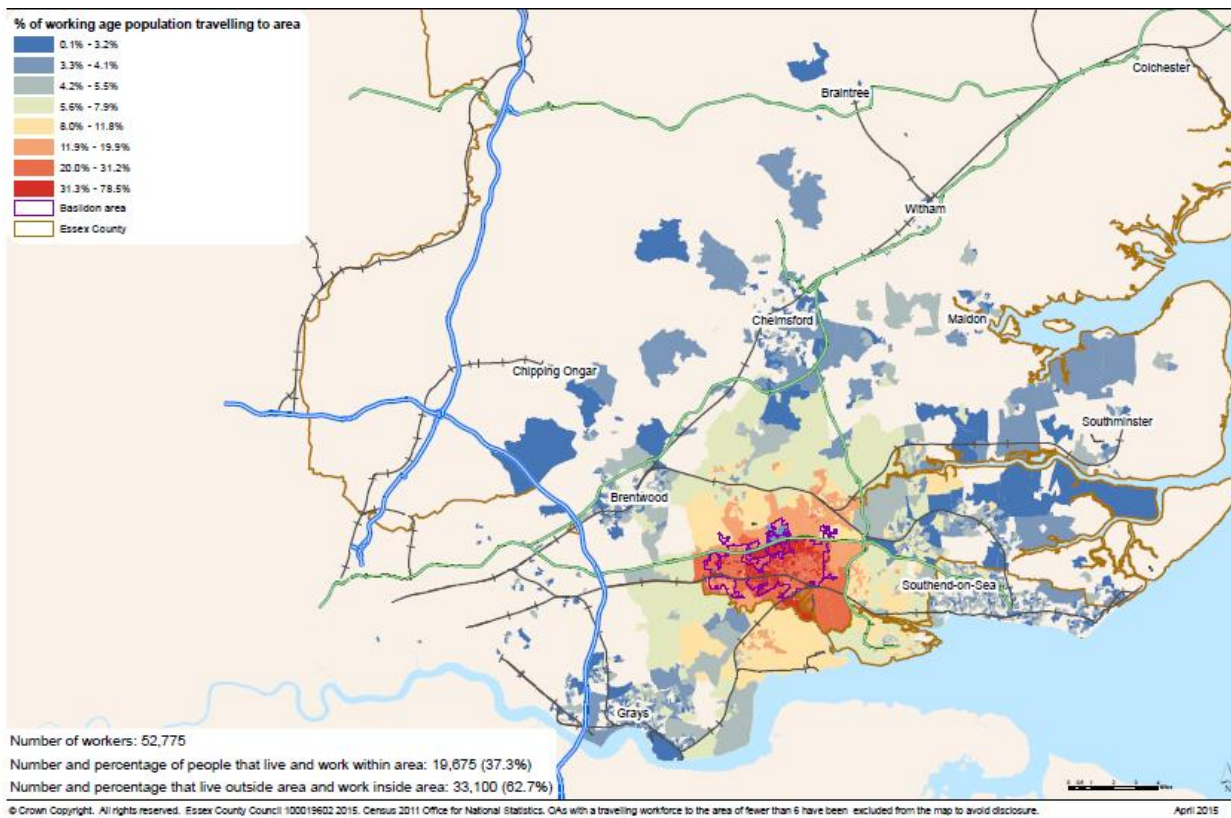 % of working age population travelling to area
0.1% - 3.2%
3.3% - 4.1%
4.2% - 5.5%
5.6% - 7.9%
8.0% - 11.8%
11.9% - 19.9%
20.0% - 31.2%
31.3% - 78.5%
Basildon area
Essex County
Colchester
Braintree
Witham
Chelmsford
Maldon
Chipping Ongar
Southminster
Brentwood
Southend-on-Sea
Grays
Number of workers: 52,775
Number and percentage of people that live and work within area: 19,675 (37.3%)
Number and percentage that live outside area and work inside area: 33,100 (62.7%)
© Crown Copyright. All rights reserved. Essex County Council 100019602 2015. Census 2011 Office for National Statistics. OAs with a travelling workforce to the area of fewer than 6 have been excluded from the map to avoid disclosure.
April 2015